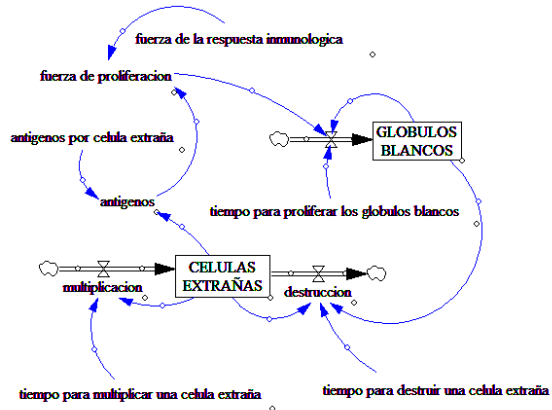 fuerza de la respuesta inmunologica
fuerza de proliferacion
antigenos por celula extraña
GLOBULOS
BLANCOS
antigenos
tiempo para proliferar los globulos blancos
CELULAS
EXTRAÑAS
multiplicacion
destruccion
tiempo para multiplicar una celula extraña
tiempo para destruir una celula extraña